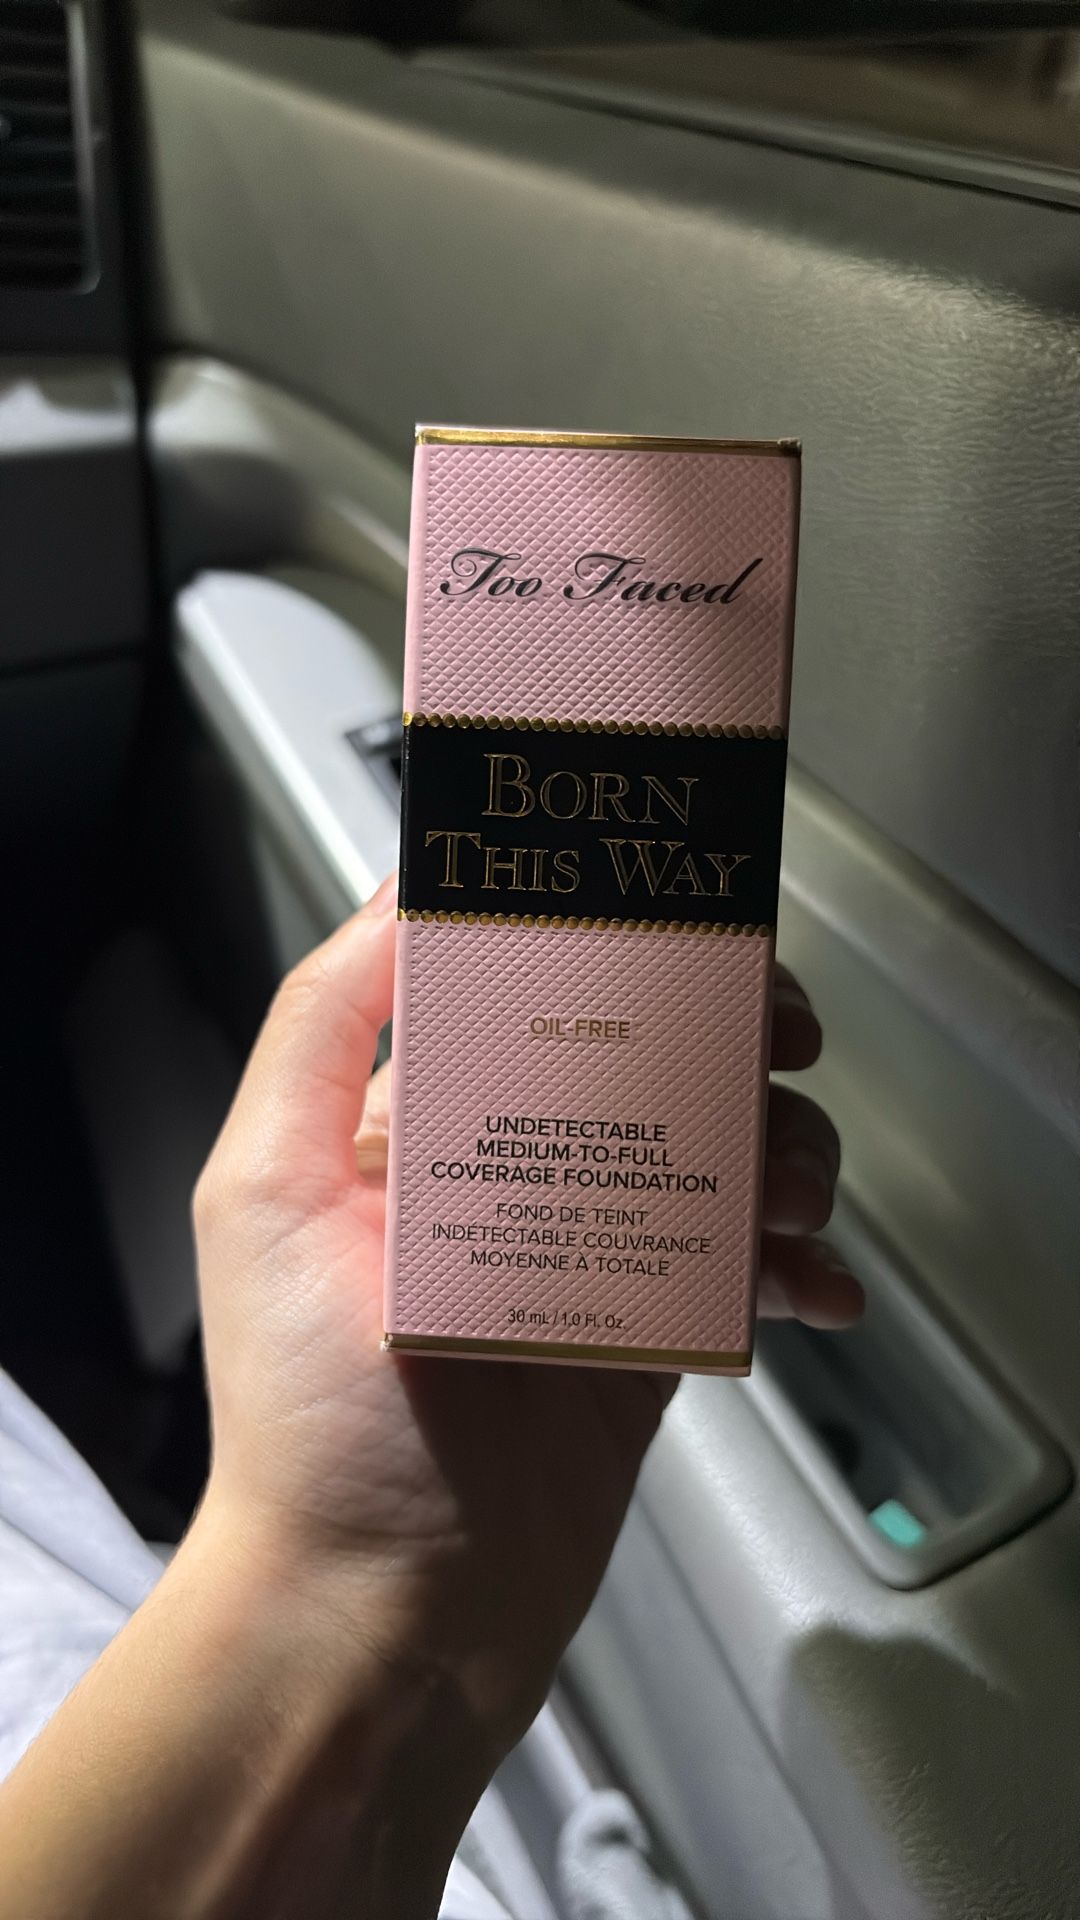 Too Faced
BORN
THIS WAY
OIL-FREE
UNDETECTABLE
MEDIUM-TO-FULL
COVERAGE FOUNDATION
FOND DE TEINT
INDÉTECTABLE COUVRANCE
MOYENNE À TOTALE
30 mL / 1.0 Fl. Oz.